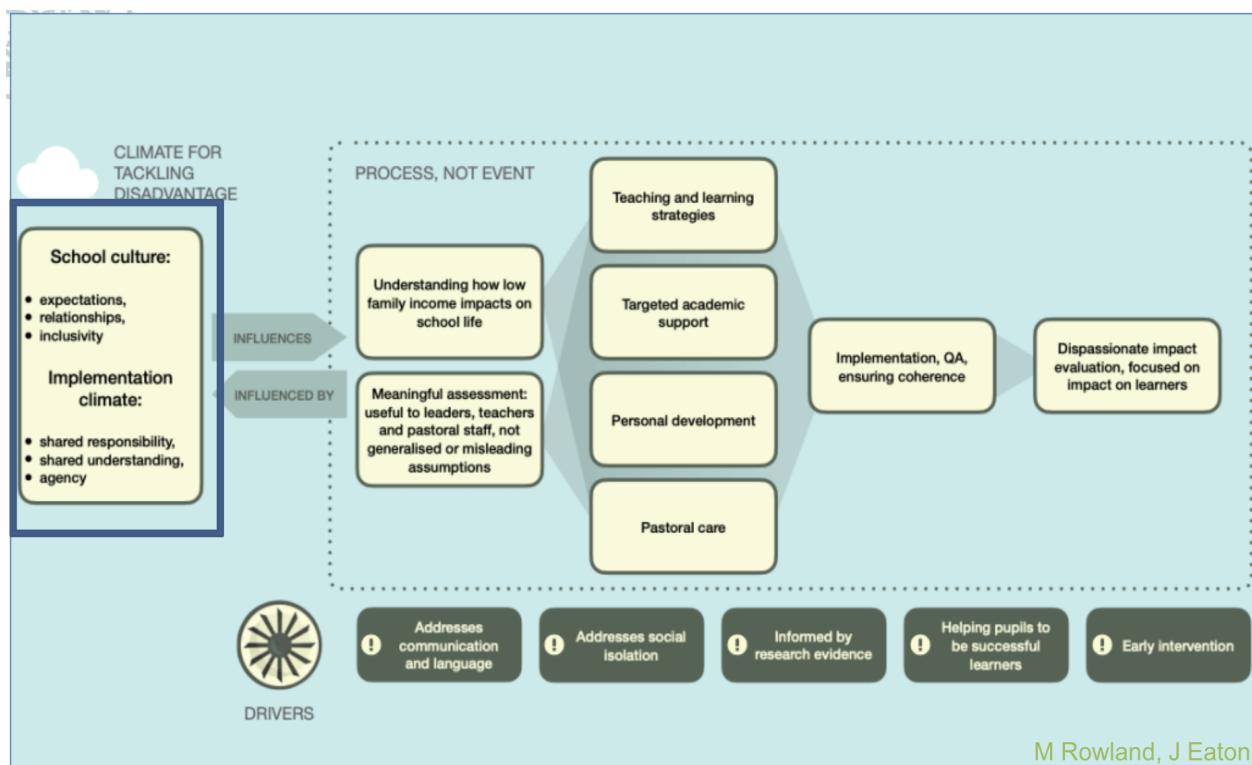 CLIMATE FOR
TACKLING
DISADVANTAGE
School culture:
• expectations,
• relationships,
• inclusivity
Implementation
climate:
• shared responsibility,
• shared understanding,
• agency
INFLUENCES
INFLUENCED BY
PROCESS, NOT EVENT
Understanding how low
family income impacts on
school life
Meaningful assessment:
useful to leaders, teachers
and pastoral staff, not
generalised or misleading
assumptions
Teaching and learning
strategies
Targeted academic
support
Personal development
Pastoral care
Implementation, QA,
ensuring coherence
Dispassionate impact
evaluation, focused on
impact on learners
DRIVERS
! Addresses
communication
and language
! Addresses social
isolation
! Informed by
research evidence
! Helping pupils to
be successful
learners
! Early intervention
M Rowland, J Eaton